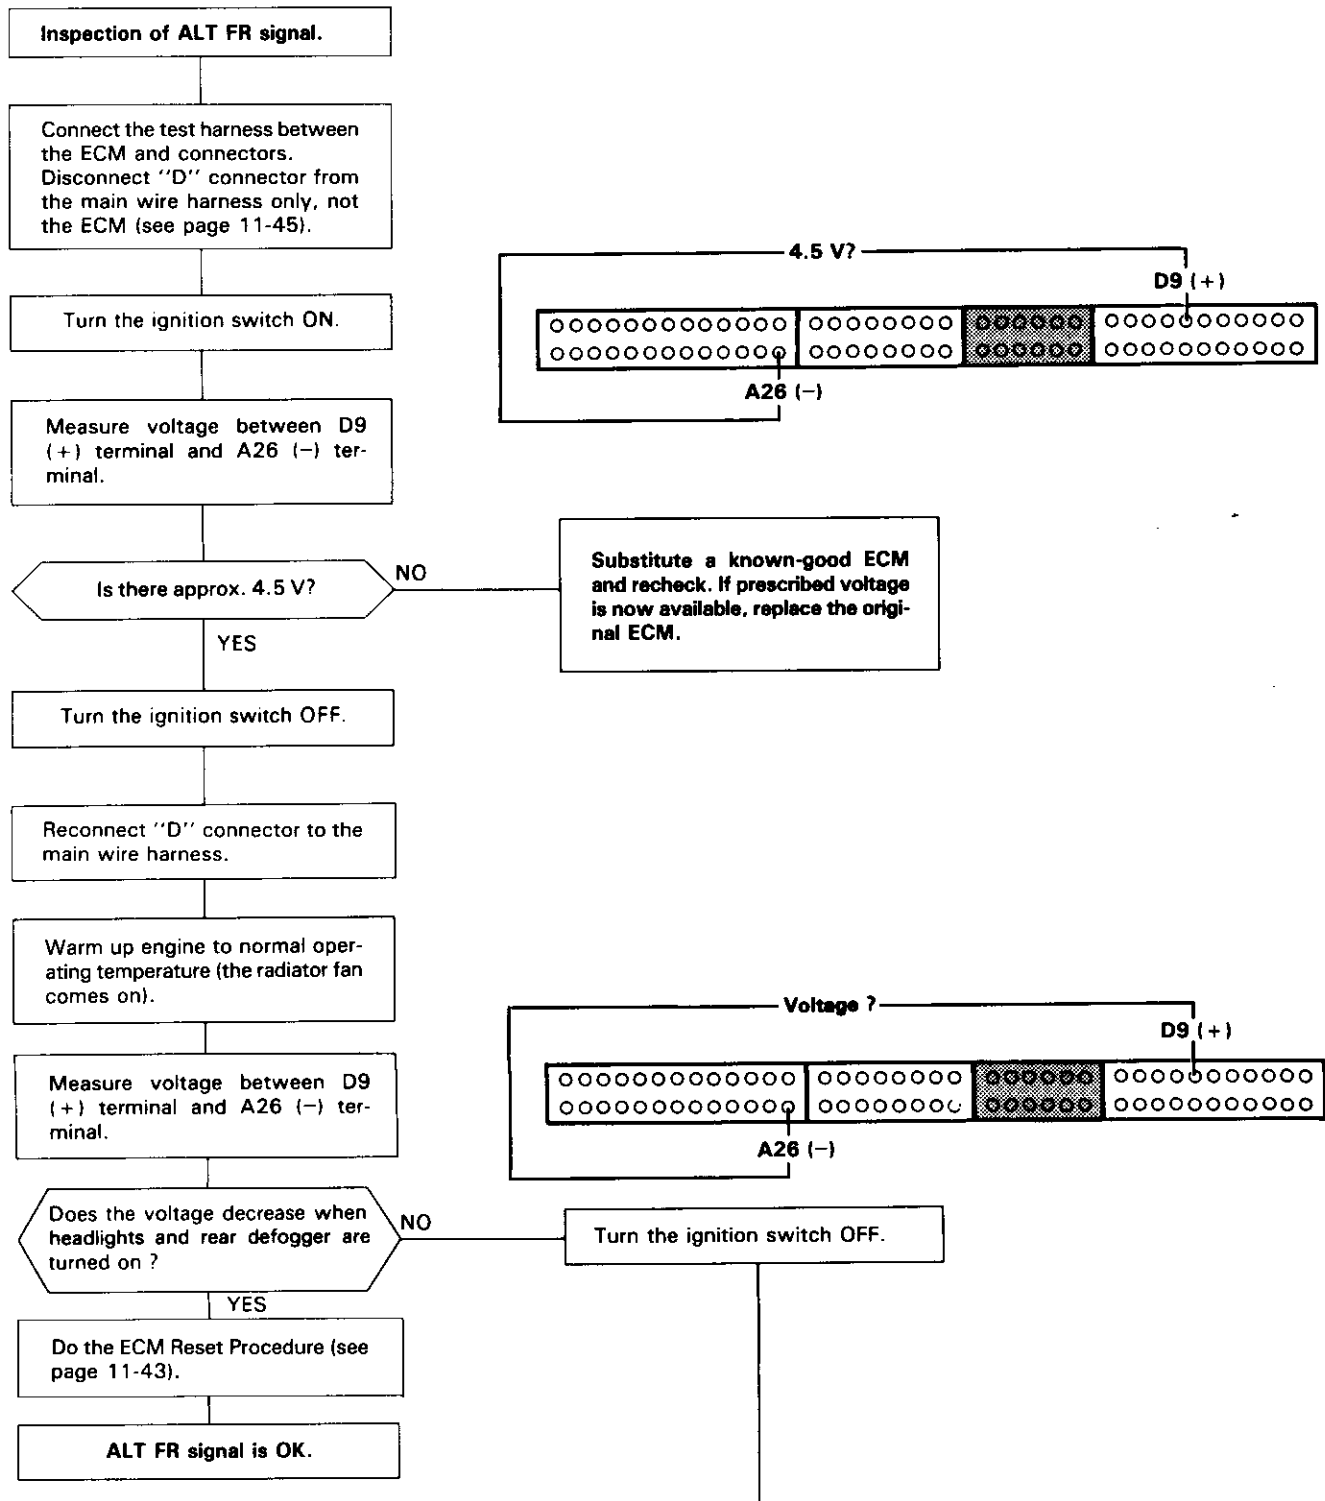 Inspection of ALT FR signal.
Connect the test harness between
the ECM and connectors.
Disconnect "D" connector from
the main wire harness only, not
the ECM (see page 11-45).
Turn the ignition switch ON.
Measure voltage between D9
(+) terminal and A26 (−) ter-
minal.
4.5 V?
D9 (+)
A26 (−)
Is there approx. 4.5 V?
NO
Substitute a known-good ECM
and recheck. If prescribed voltage
is now available, replace the origi-
nal ECM.
YES
Turn the ignition switch OFF.
Reconnect "D" connector to the
main wire harness.
Warm up engine to normal oper-
ating temperature (the radiator fan
comes on).
Measure voltage between D9
(+) terminal and A26 (−) ter-
minal.
Voltage ?
D9 (+)
A26 (−)
Does the voltage decrease when
headlights and rear defogger are
turned on ?
NO
Turn the ignition switch OFF.
YES
Do the ECM Reset Procedure (see
page 11-43).
ALT FR signal is OK.